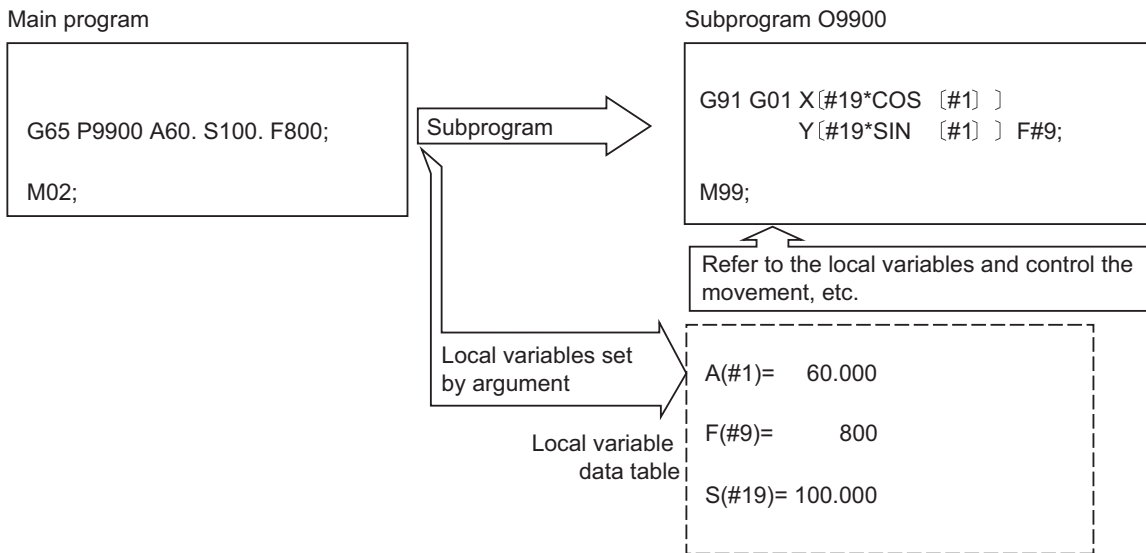 Main program
G65 P9900 A60. S100. F800;
M02;
Subprogram
Subprogram O9900
G91 G01 X〔#19*COS 〔#1〕 〕
Y〔#19*SIN 〔#1〕 〕 F#9;
M99;
Refer to the local variables and control the
movement, etc.
Local variables set
by argument
Local variable
data table
A(#1)= 60.000
F(#9)= 800
S(#19)= 100.000